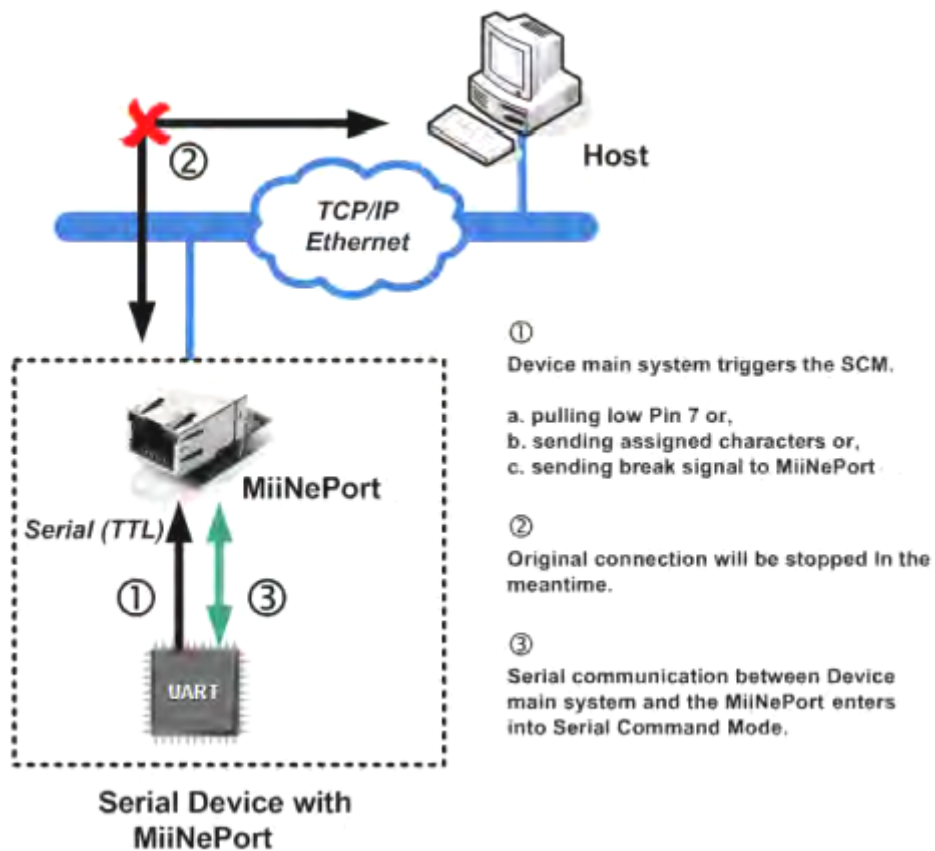 ②
Host
TCP/IP
Ethernet
MiiNePort
Serial (TTL)
①
③
UART
Serial Device with
MiiNePort
①
Device main system triggers the SCM.
a. pulling low Pin 7 or,
b. sending assigned characters or,
c. sending break signal to MiiNePort
②
Original connection will be stopped In the
meantime.
③
Serial communication between Device
main system and the MiiNePort enters
into Serial Command Mode.